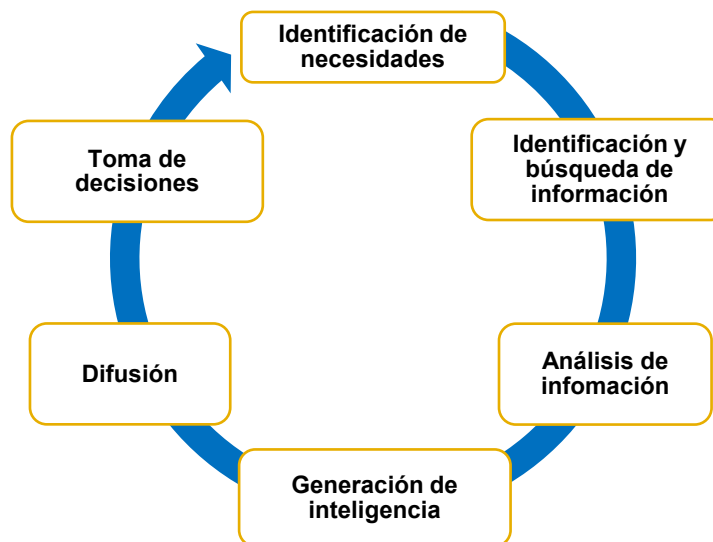 Identificación de
necesidades
Identificación y
búsqueda de
información
Análisis de
infomación
Generación de
inteligencia
Difusión
Toma de
decisiones